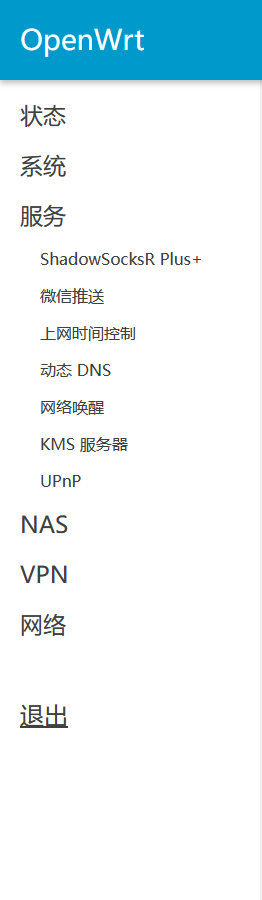 OpenWrt
状态
系统
服务
ShadowSocksR Plus+
微信推送
上网时间控制
动态 DNS
网络唤醒
KMS 服务器
UPnP
NAS
VPN
网络
退出